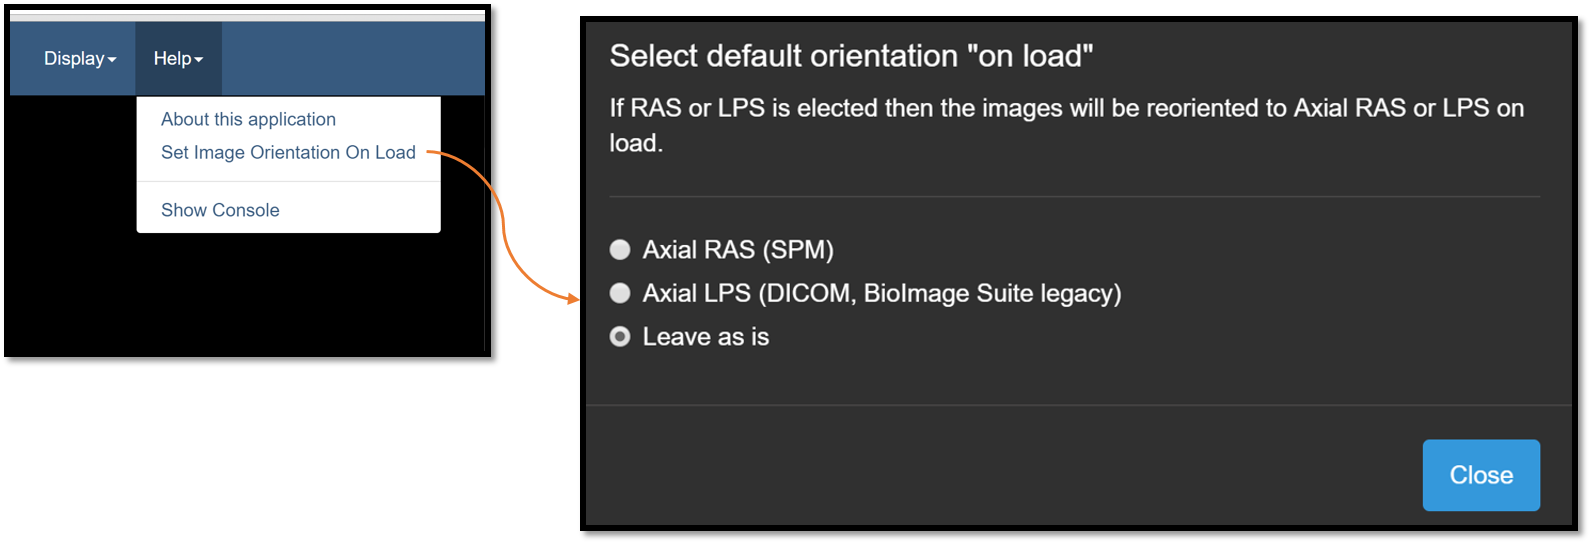 Display
Help
About this application
Set Image Orientation On Load
Show Console
Select default orientation "on load"
If RAS or LPS is elected then the images will be reoriented to Axial RAS or LPS on
load.
Axial RAS (SPM)
Axial LPS (DICOM, BioImage Suite legacy)
Leave as is
Close